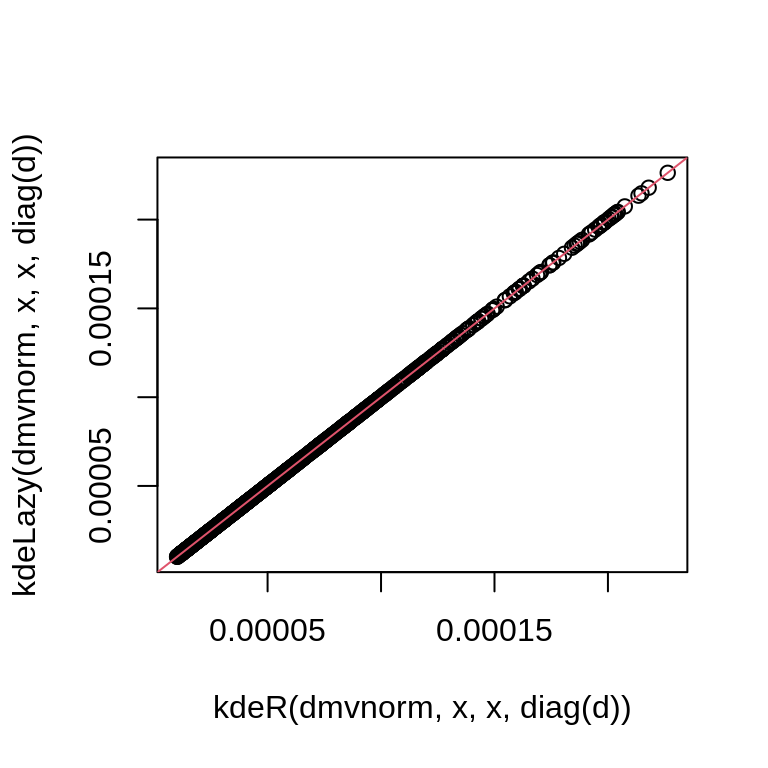 kdeLazy(dmvnorm, x, x, diag(d))
0.00015
0.00005
0.00005
0.00015
kdeR(dmvnorm, x, x, diag(d))